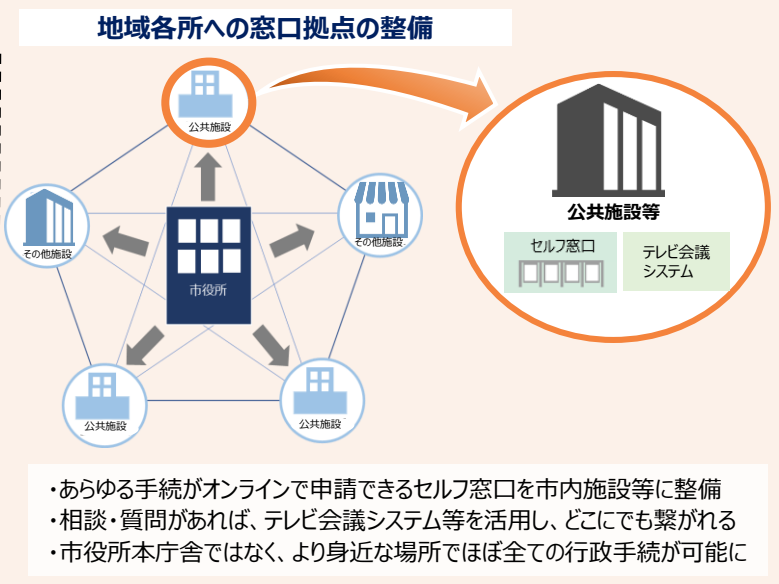 地域各所への窓口拠点の整備
公共施設
その他施設
その他施設
市役所
公共施設
公共施設
公共施設等
セルフ窓口
テレビ会議
システム
・あらゆる手続がオンラインで申請できるセルフ窓口を市内施設等に整備
・相談・質問があれば、テレビ会議システム等を活用し、どこにでも繋がれる
・市役所本庁舎ではなく、より身近な場所でほぼ全ての行政手続が可能に